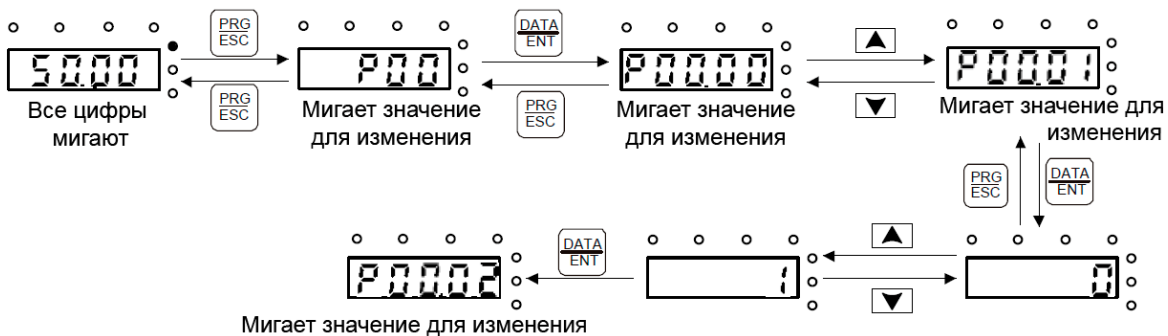 PRG
ESC
DATA
ENT
50.00
P00
P00.00
P00.01
PRG
ESC
PRG
ESC
Все цифры
мигают
Мигает значение
для изменения
Мигает значение
для изменения
Мигает значение для
изменения
PRG
ESC
DATA
ENT
DATA
ENT
P00.02
1
0
Мигает значение для изменения